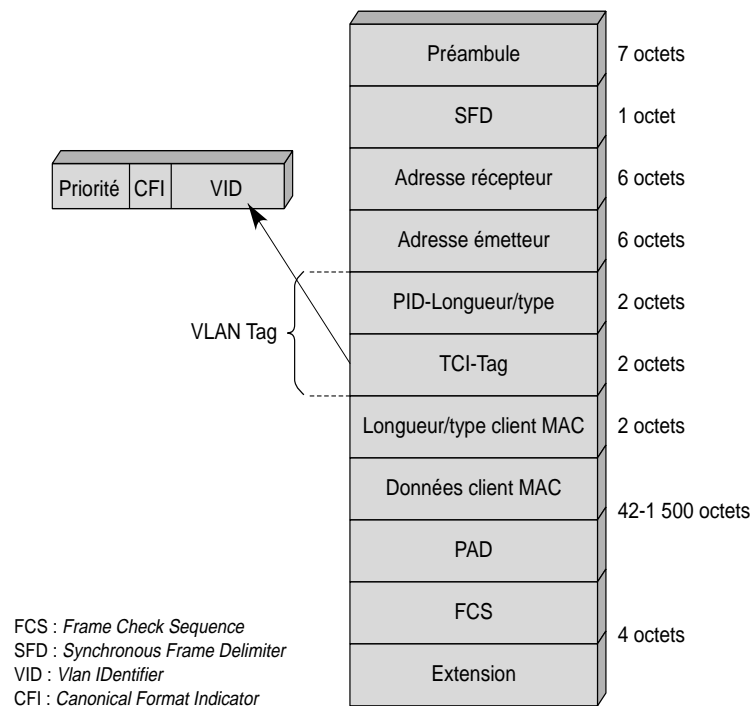 Préambule
7 octets
SFD
1 octet
Priorité
CFI
VID
Adresse récepteur
6 octets
Adresse émetteur
6 octets
PID-Longueur/type
2 octets
VLAN Tag
TCI-Tag
2 octets
Longueur/type client MAC
2 octets
Données client MAC
42-1 500 octets
PAD
FCS
4 octets
Extension
FCS : Frame Check Sequence
SFD : Synchronous Frame Delimiter
VID : Vlan IDentifier
CFI : Canonical Format Indicator